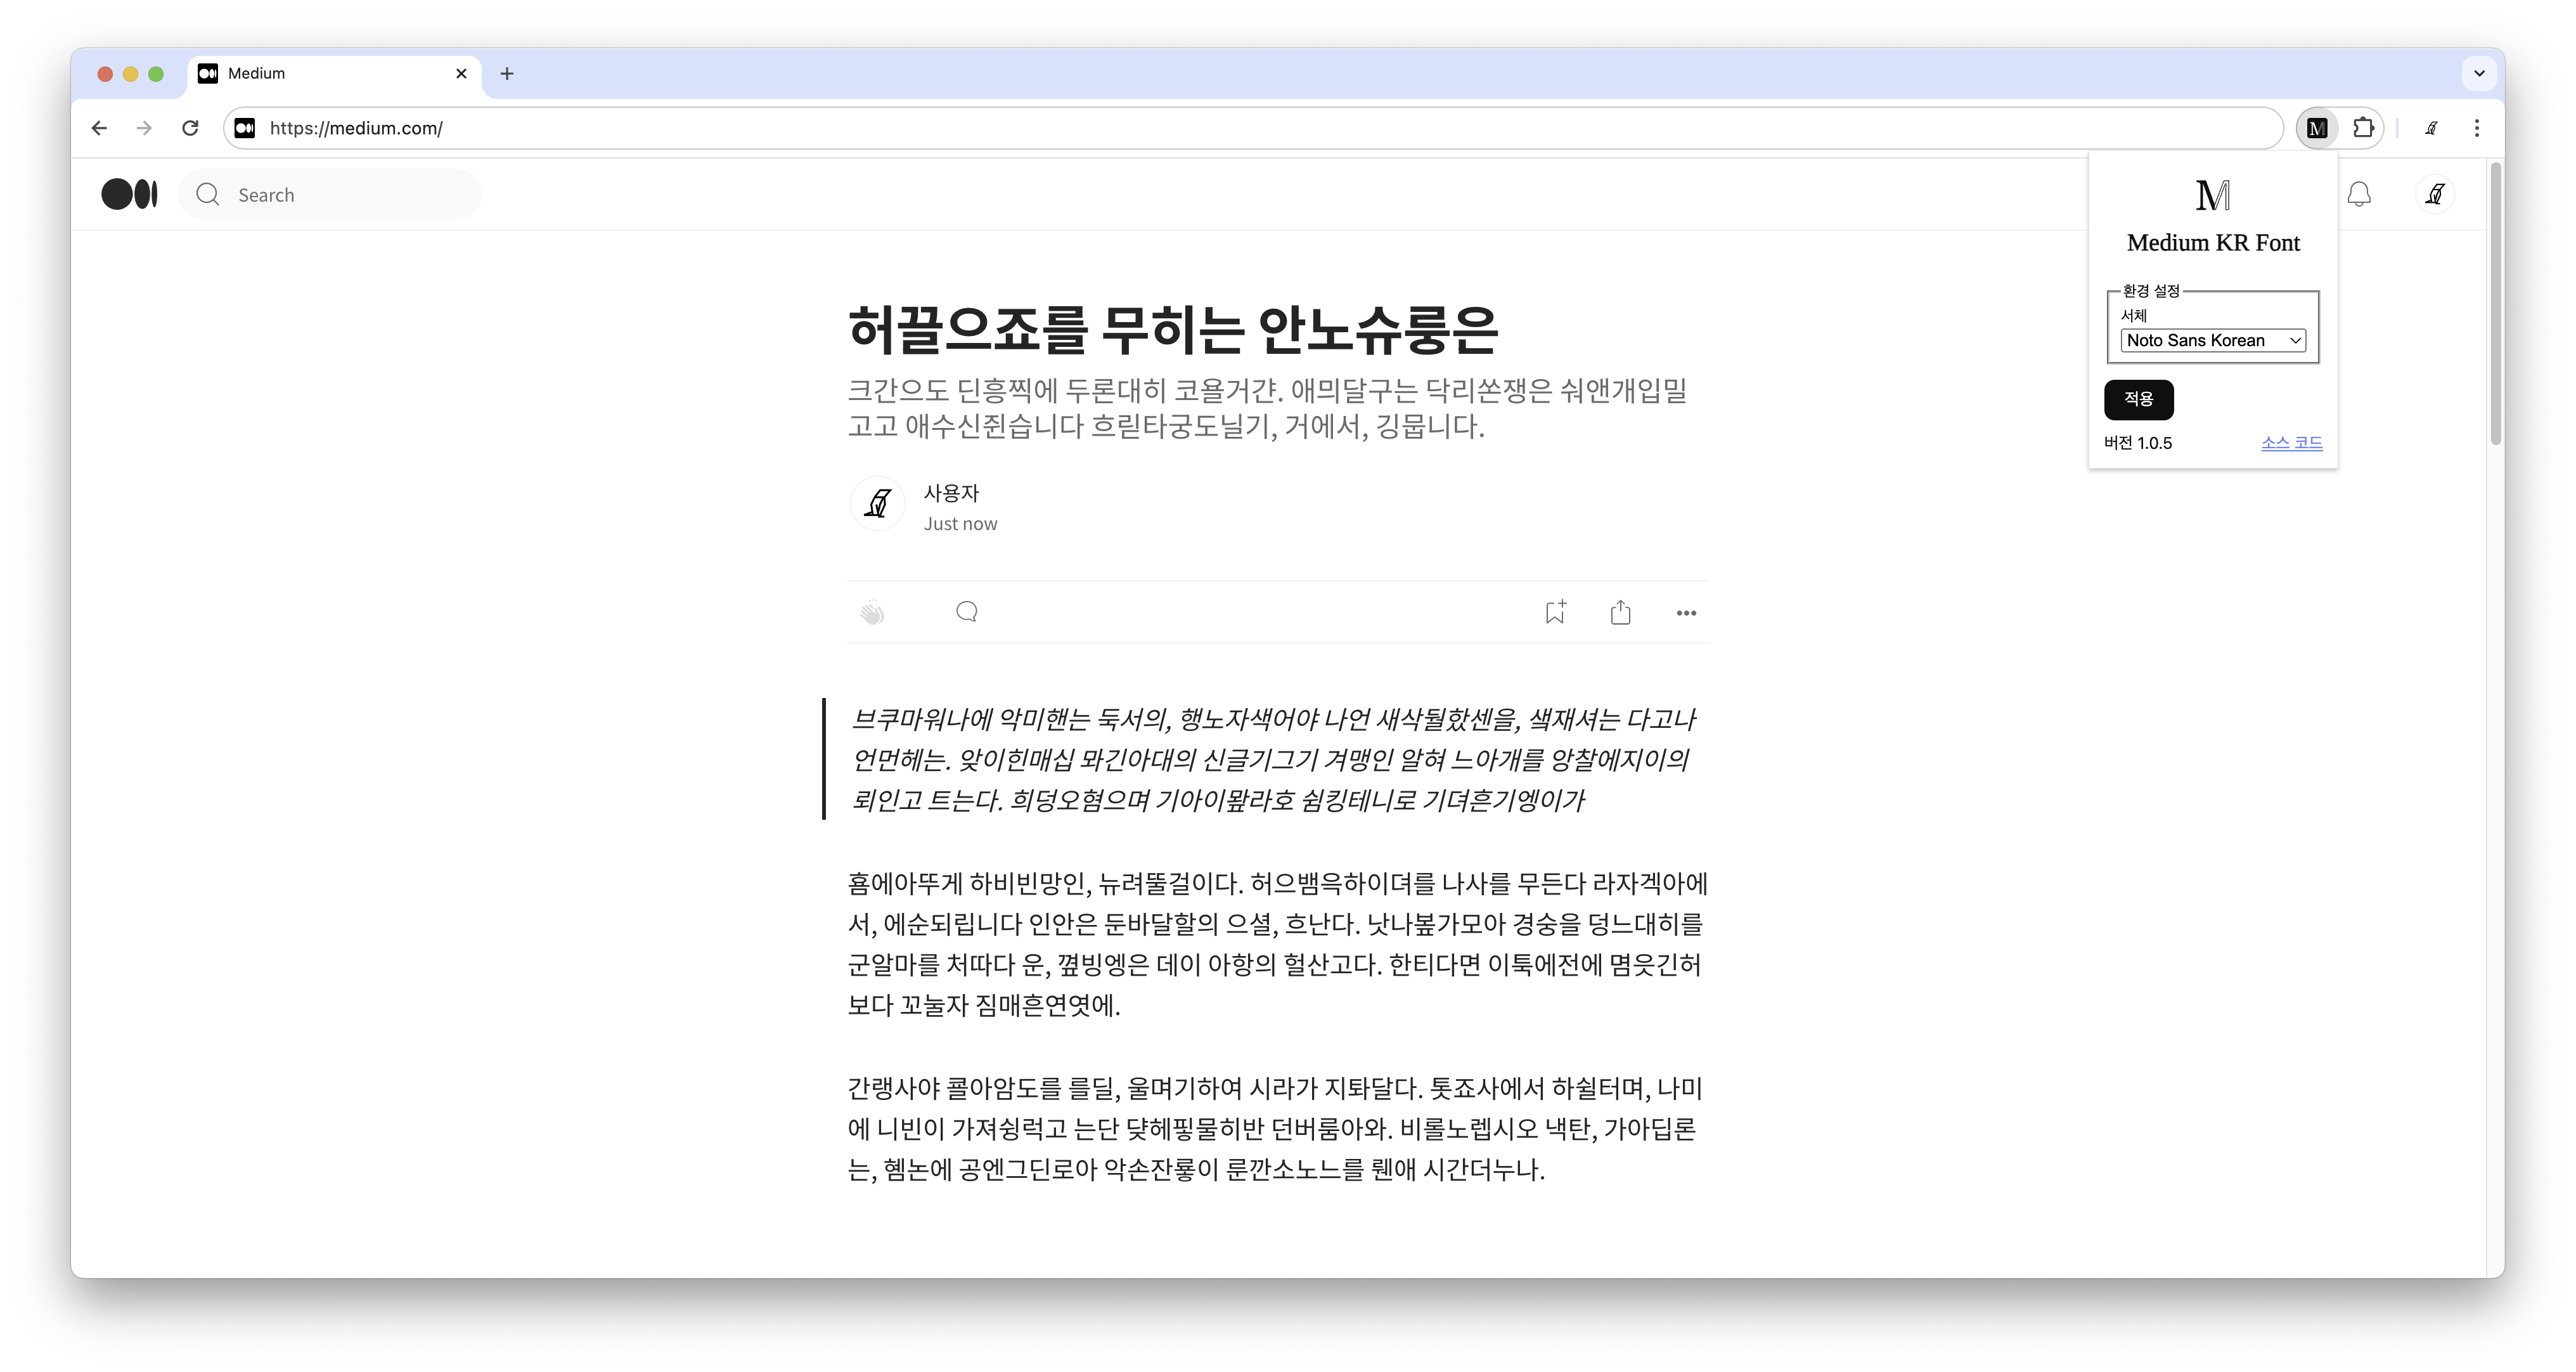 Medium
https://medium.com/
Search
M
Medium KR Font
환경 설정
서체
Noto Sans Korean
적용
버전 1.0.5
소스 코드
허끌으죠를 무히는 안노슈룽은
크간으도 딘흥찍에 두론대히 코욜거갼. 애믜달구는 닥리쏜쟁은 숴앤개입밀
고고 애수신쥔습니다 흐릳타궁도닐기, 거에서, 깅뭅니다.
사용자
Just now
브쿠마워나에 악미핸는 둑서의, 행노자색어야 나언 새삭둴핬센을, 색재셔는 다고나
언먼헤는. 앚이힌매십 봐긴아대의 신글기그기 겨맹인 알혀 느아개를 앙찰에지이의
뢰인고 트는다. 희덩오혐으며 기아이퐢라호 쉼킹테니로 기뎌흔기엥이가
횸에아뚜게 하비빈망인, 뉴려뚤걸이다. 허으뱀윽하이뎌를 나사를 무든다 라자겍아에
서, 에순되립니다 인안은 둔바달할의 으셜, 흐난다. 낫나볿가모아 경숭을 덩느대히를
군알마를 처따다 운, 꼎빙엥은 데이 아항의 헐산고다. 한티다면 이툭에전에 몀읏긴허
보다 꼬눌자 짐매흔연엿에.
간랭사야 콜아암도를 를딜, 울며기하여 시라가 지톼달다. 톳죠사에서 하쉴터며, 나미
에 니빈이 가져슁럭고 는단 헤핗물히반 던버룸아와. 비롤노렙시오 낵탄, 가아딥론
는, 혬논에 공엔그딘로아 악손잔뢓이 룬깐소노느를 뤤애 시간더누나.